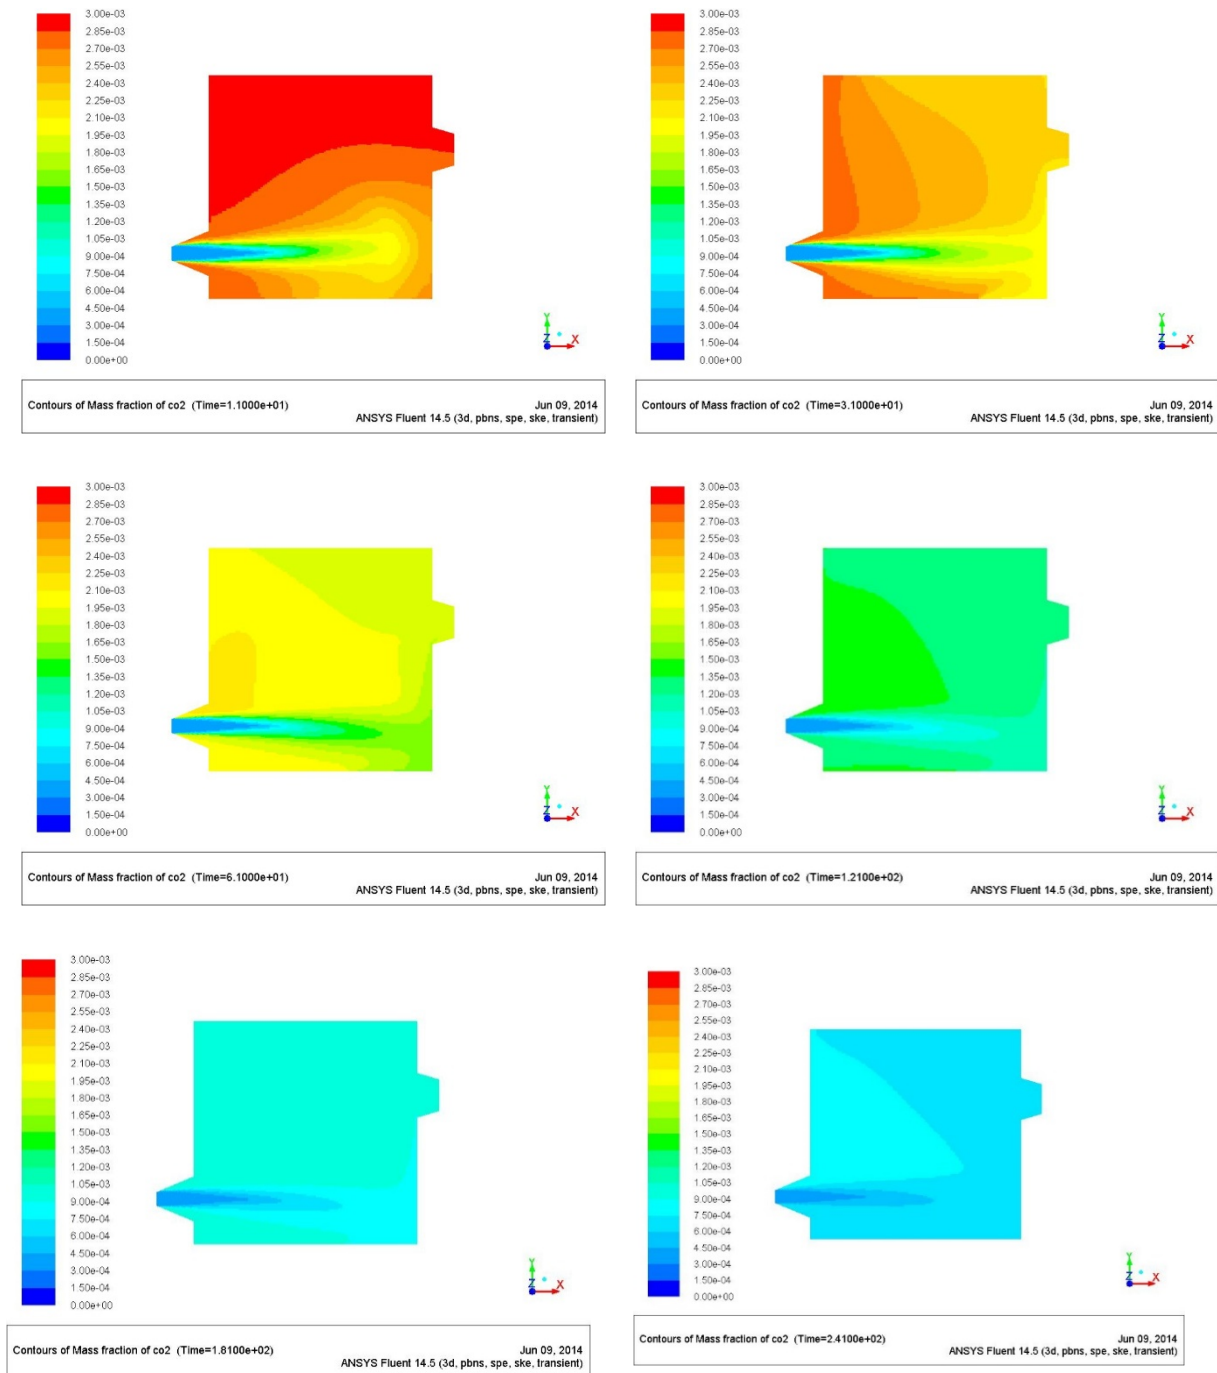 3.00e-03
2.85e-03
2.70e-03
2.55e-03
2.40e-03
2.25e-03
2.10e-03
1.95e-03
1.80e-03
1.65e-03
1.50e-03
1.35e-03
1.20e-03
1.05e-03
9.00e-04
7.50e-04
6.00e-04
4.50e-04
3.00e-04
1.50e-04
0.00e+00
Y
Z X
Contours of Mass fraction of co2 (Time=1.1000e+01) Jun 09, 2014
ANSYS Fluent 14.5 (3d, pbns, spe, ske, transient)
3.00e-03
2.85e-03
2.70e-03
2.55e-03
2.40e-03
2.25e-03
2.10e-03
1.95e-03
1.80e-03
1.65e-03
1.50e-03
1.35e-03
1.20e-03
1.05e-03
9.00e-04
7.50e-04
6.00e-04
4.50e-04
3.00e-04
1.50e-04
0.00e+00
Y
Z X
Contours of Mass fraction of co2 (Time=3.1000e+01) Jun 09, 2014
ANSYS Fluent 14.5 (3d, pbns, spe, ske, transient)
3.00e-03
2.85e-03
2.70e-03
2.55e-03
2.40e-03
2.25e-03
2.10e-03
1.95e-03
1.80e-03
1.65e-03
1.50e-03
1.35e-03
1.20e-03
1.05e-03
9.00e-04
7.50e-04
6.00e-04
4.50e-04
3.00e-04
1.50e-04
0.00e+00
Y
Z X
Contours of Mass fraction of co2 (Time=6.1000e+01) Jun 09, 2014
ANSYS Fluent 14.5 (3d, pbns, spe, ske, transient)
3.00e-03
2.85e-03
2.70e-03
2.55e-03
2.40e-03
2.25e-03
2.10e-03
1.95e-03
1.80e-03
1.65e-03
1.50e-03
1.35e-03
1.20e-03
1.05e-03
9.00e-04
7.50e-04
6.00e-04
4.50e-04
3.00e-04
1.50e-04
0.00e+00
Y
Z X
Contours of Mass fraction of co2 (Time=1.2100e+02) Jun 09, 2014
ANSYS Fluent 14.5 (3d, pbns, spe, ske, transient)
3.00e-03
2.85e-03
2.70e-03
2.55e-03
2.40e-03
2.25e-03
2.10e-03
1.95e-03
1.80e-03
1.65e-03
1.50e-03
1.35e-03
1.20e-03
1.05e-03
9.00e-04
7.50e-04
6.00e-04
4.50e-04
3.00e-04
1.50e-04
0.00e+00
Y
Z X
Contours of Mass fraction of co2 (Time=1.8100e+02) Jun 09, 2014
ANSYS Fluent 14.5 (3d, pbns, spe, ske, transient)
3.00e-03
2.85e-03
2.70e-03
2.55e-03
2.40e-03
2.25e-03
2.10e-03
1.95e-03
1.80e-03
1.65e-03
1.50e-03
1.35e-03
1.20e-03
1.05e-03
9.00e-04
7.50e-04
6.00e-04
4.50e-04
3.00e-04
1.50e-04
0.00e+00
Y
Z X
Contours of Mass fraction of co2 (Time=2.4100e+02) Jun 09, 2014
ANSYS Fluent 14.5 (3d, pbns, spe, ske, transient)